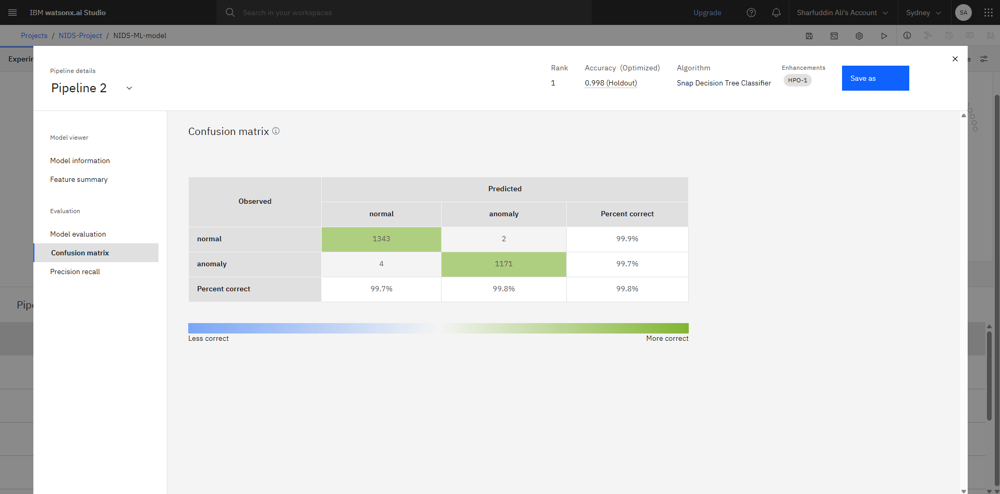 IBM watsonx.ai Studio
Search in your workspaces
Upgrade
Sharfuddin Ali's Account
Sydney
SA
Projects / NIDS-Project / NIDS-ML-model
Pipeline details
Pipeline 2
Rank
1
Accuracy (Optimized)
0.998 (Holdout)
Algorithm
Snap Decision Tree Classifier
Enhancements
HPO-1
Save as
Model viewer
Model information
Feature summary
Evaluation
Model evaluation
Confusion matrix
Precision recall
Confusion matrix
Observed Predicted
normal anomaly Percent correct
normal 1343 2 99.9%
anomaly 4 1171 99.7%
Percent correct 99.7% 99.8% 99.8%
Less correct More correct